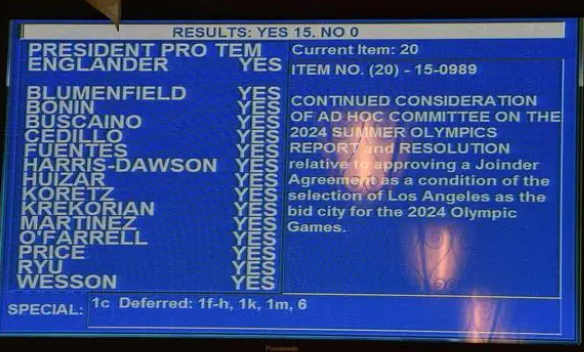 RESULTS: YES 15. NO 0
PRESIDENT PRO TEM
ENGLANDER YES
BLUMENFIELD YES
BONIN YES
BUSCAINO YES
CEDILLO YES
FUENTES YES
HARRIS-DAWSON YES
HUIZAR YES
KORETZ YES
KREKORIAN YES
MARTINEZ YES
O'FARRELL YES
PRICE YES
RYU YES
WESSON YES
Current Item: 20
ITEM NO. (20) - 15-0989
CONTINUED CONSIDERATION
OF AD HOC COMMITTEE ON THE
2024 SUMMER OLYMPICS
REPORT and RESOLUTION
relative to approving a Joinder
Agreement as a condition of the
selection of Los Angeles as the
bid city for the 2024 Olympic
Games.
SPECIAL: 1c Deferred: 1f-h, 1k, 1m, 6
Panasonic